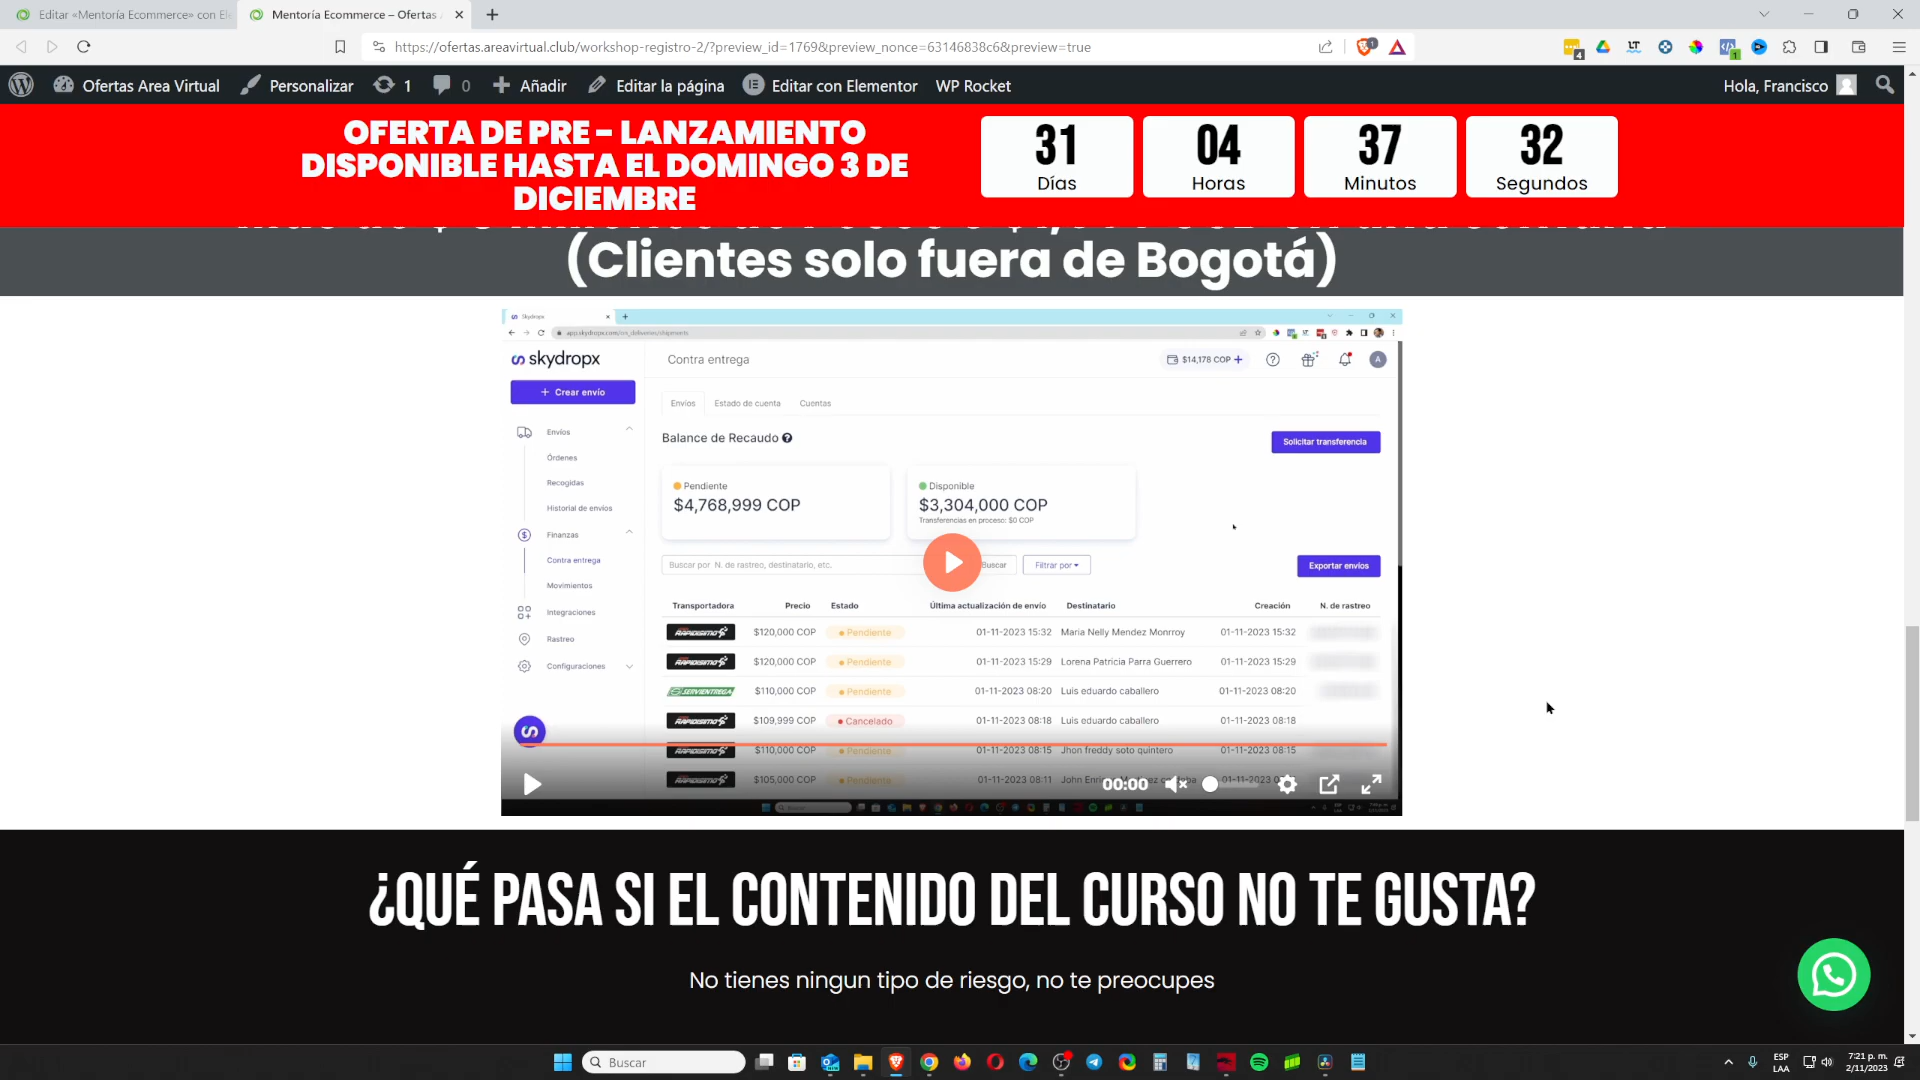 Editar «Mentoría Ecommerce» con El
Mentoría Ecommerce – Ofertas
https://ofertas.areavirtual.club/workshop-registro-2/?preview_id=1769&preview_nonce=63146838c6&preview=true
Ofertas Area Virtual
Personalizar
1
0
Añadir
Editar la página
Editar con Elementor
WP Rocket
Hola, Francisco
OFERTA DE PRE – LANZAMIENTO
DISPONIBLE HASTA EL DOMINGO 3 DE
DICIEMBRE
31
Días
04
Horas
37
Minutos
32
Segundos
(Clientes solo fuera de Bogotá)
Skydropx
skydropx
Contra entrega
$14,178 COP +
A
+ Crear envío
Envíos
Estado de cuenta
Cuentas
Envíos
Órdenes
Recogidas
Historial de envíos
Finanzas
Contra entrega
Movimientos
Integraciones
Rastreo
Configuraciones
Balance de Recaudo
Solicitar transferencia
Pendiente
$4,768,999 COP
Disponible
$3,304,000 COP
Transferencias en proceso: $0 COP
Buscar por N. de rastreo, destinatario, etc.
Buscar
Filtrar por
Exportar envíos
Transportadora Precio Estado Última actualización de envío Destinatario Creación N. de rastreo
RAPIDISIMO $120,000 COP Pendiente 01-11-2023 15:32 Maria Nelly Mendez Monrroy 01-11-2023 15:32
RAPIDISIMO $120,000 COP Pendiente 01-11-2023 15:29 Lorena Patricia Parra Guerrero 01-11-2023 15:29
SERVIENTREGA $110,000 COP Pendiente 01-11-2023 08:20 Luis eduardo caballero 01-11-2023 08:20
RAPIDISIMO $109,999 COP Cancelado 01-11-2023 08:18 Luis eduardo caballero 01-11-2023 08:18
RAPIDISIMO $110,000 COP Pendiente 01-11-2023 08:15 Jhon freddy soto quintero 01-11-2023 08:15
RAPIDISIMO $105,000 COP Pendiente 01-11-2023 08:11
00:00
¿QUÉ PASA SI EL CONTENIDO DEL CURSO NO TE GUSTA?
No tienes ningun tipo de riesgo, no te preocupes
Buscar
ESP
LAA
7:21 p. m.
2/11/2023